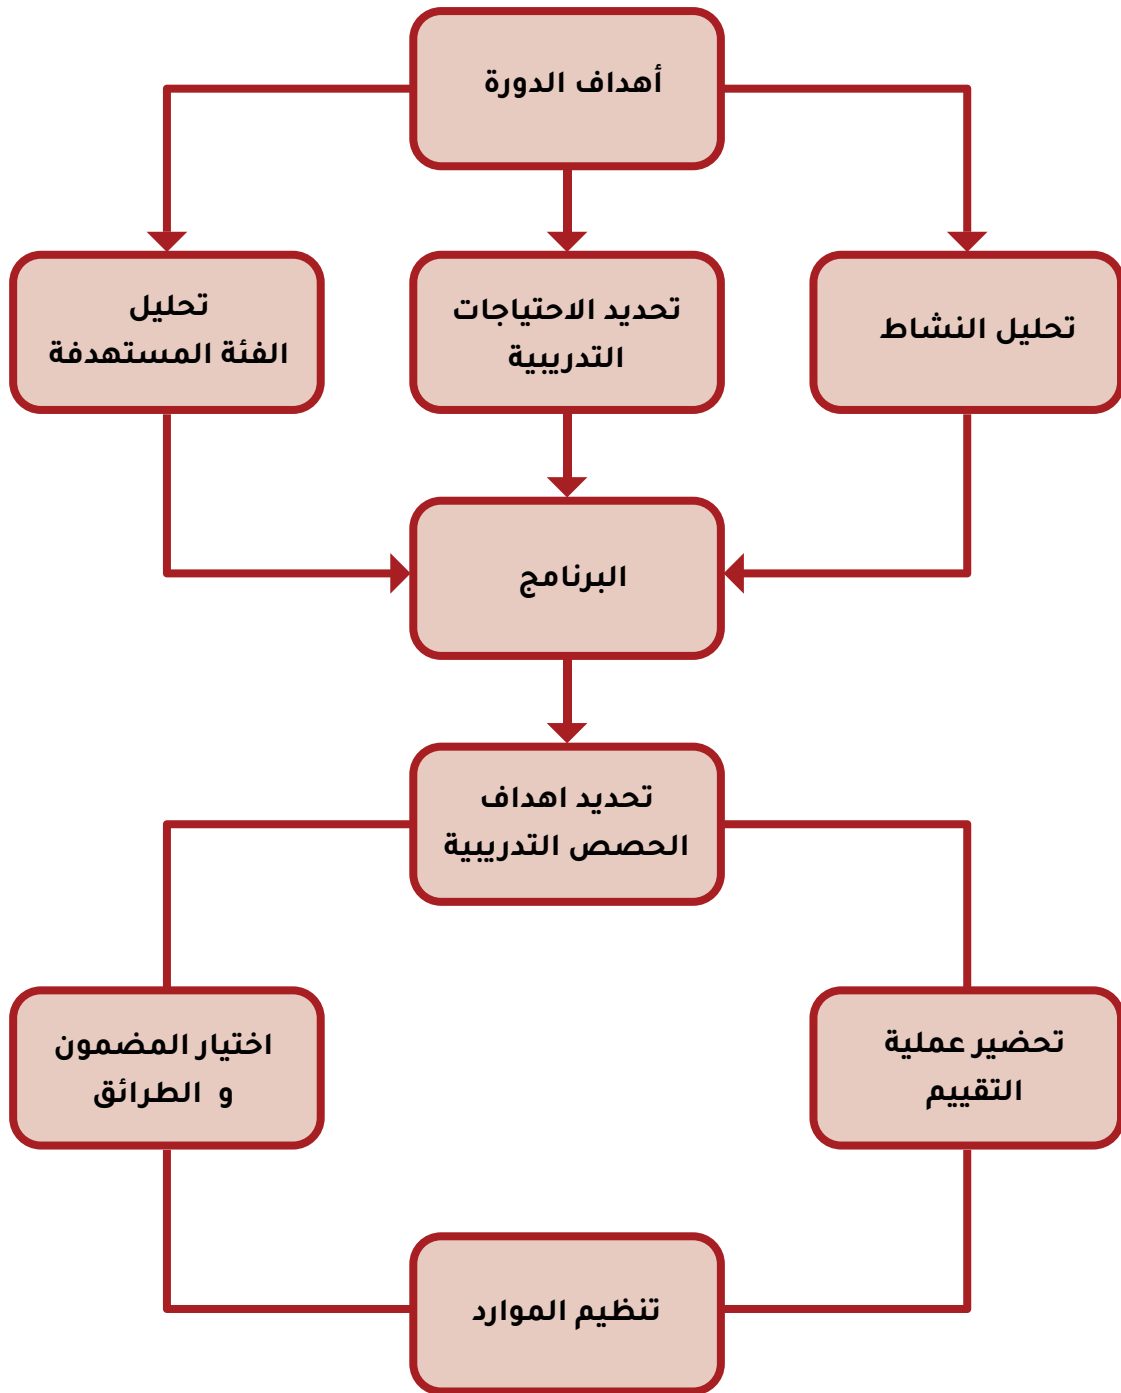 أهداف الدورة
تحليل النشاط
تحديد الاحتياجات
التدريبية
تحليل
الفئة المستهدفة
البرنامج
تحديد اهداف
الحصص التدريبية
تحضير عملية
التقييم
اختيار المضمون
و الطرائق
تنظيم الموارد